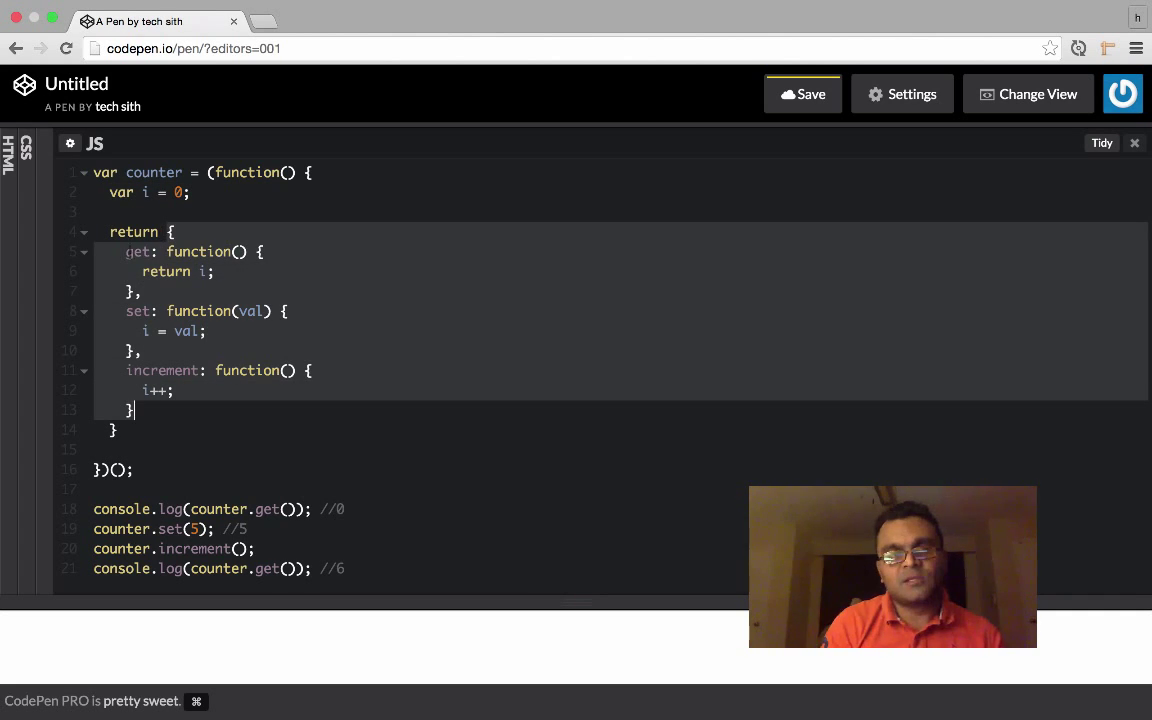 A Pen by tech sith
h
codepen.io/pen/?editors=001
Untitled
A PEN BY tech sith
Save
Settings
Change View
HTML
CSS
JS
Tidy
1 var counter = (function() {
2 var i = 0;
3
4 return {
5 get: function() {
6 return i;
7 },
8 set: function(val) {
9 i = val;
10 },
11 increment: function() {
12 i++;
13 }
14 }
15
16 })();
17
18 console.log(counter.get()); //0
19 counter.set(5); //5
20 counter.increment();
21 console.log(counter.get()); //6
CodePen PRO is pretty sweet. ⌘